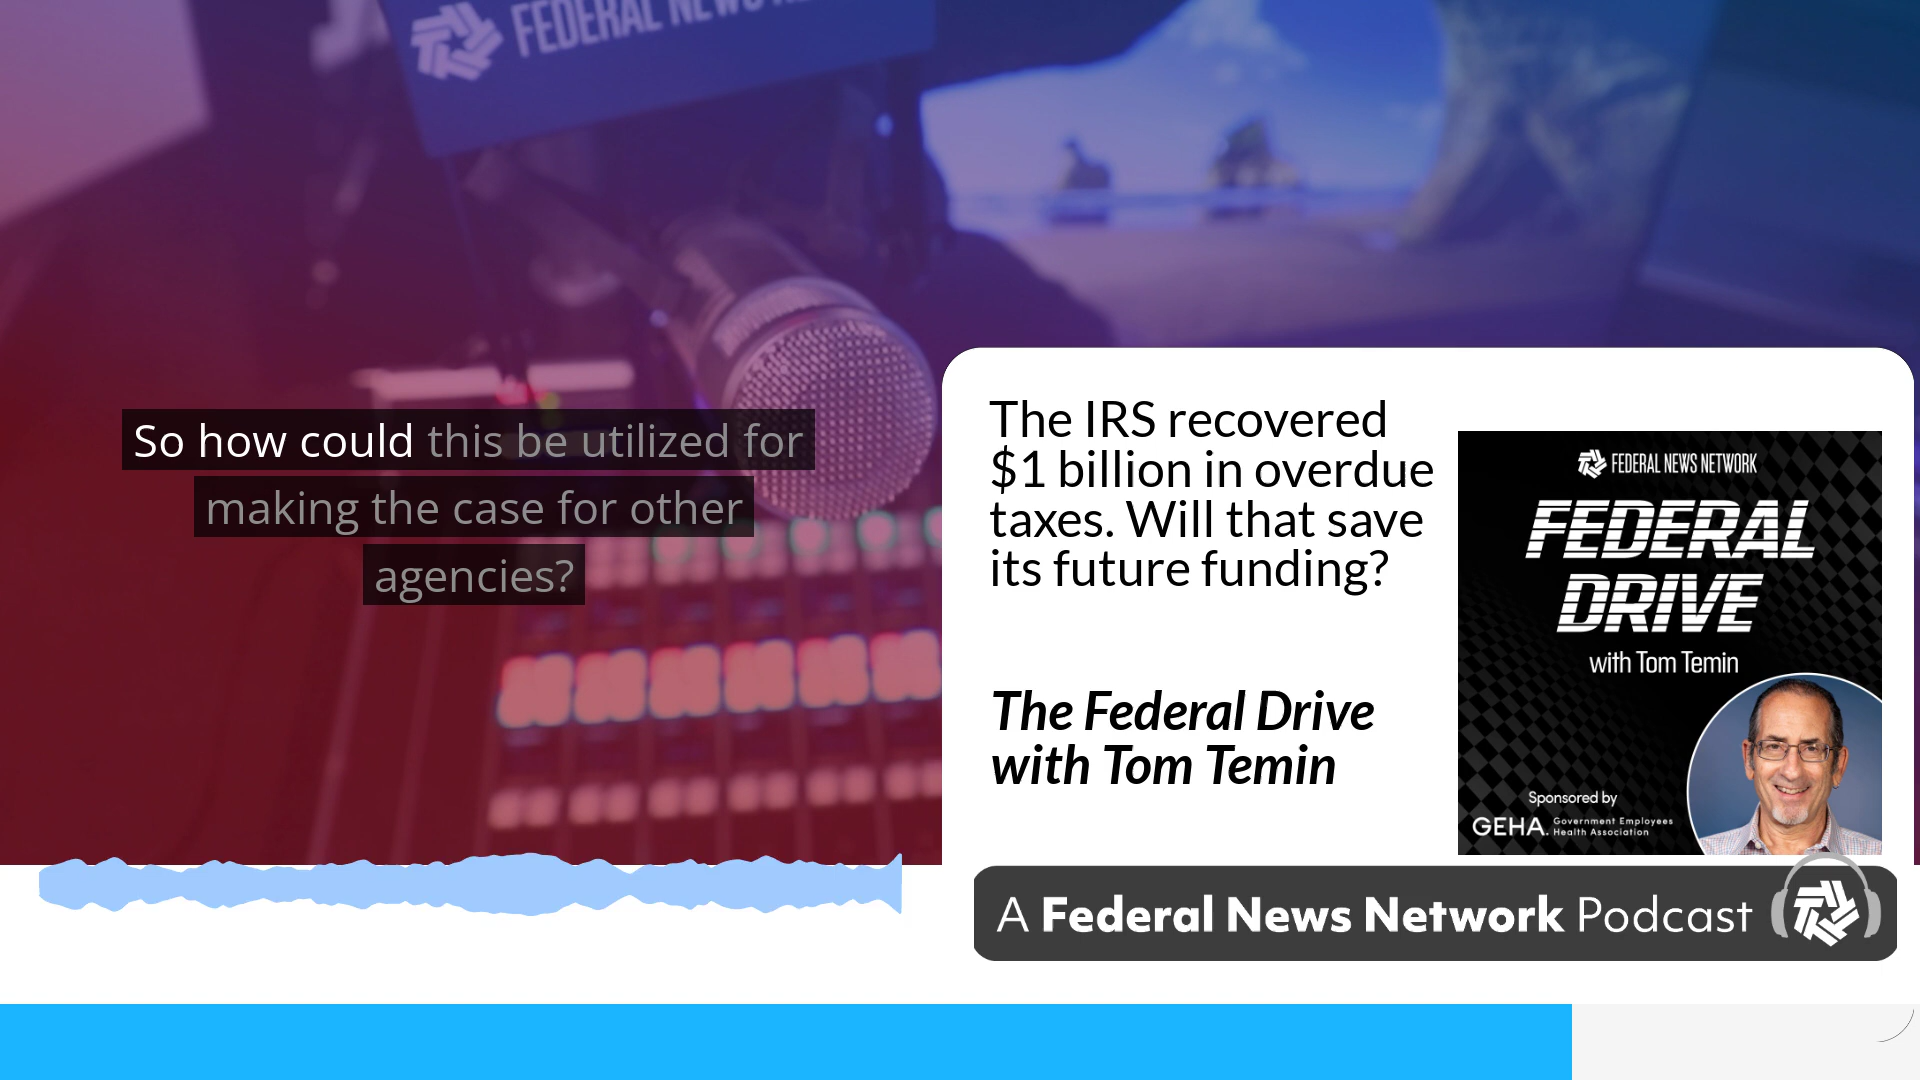 FEDERAL NEWS
So how could this be utilized for
making the case for other
agencies?
The IRS recovered
$1 billion in overdue
taxes. Will that save
its future funding?
The Federal Drive
with Tom Temin
FEDERAL NEWS NETWORK
FEDERAL
DRIVE
with Tom Temin
Sponsored by
GEHA. Government Employees
Health Association
A Federal News Network Podcast